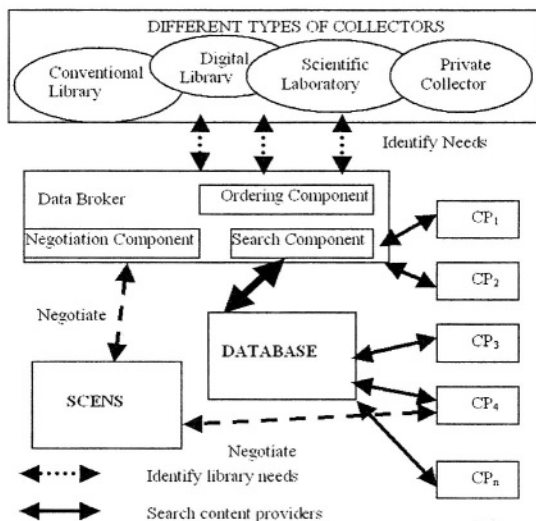 DIFFERENT TYPES OF COLLECTORS
Conventional
Library
Digital
Library
Scientific
Laboratory
Private
Collector
Identify Needs
Data Broker
Ordering Component
Negotiation Component
Search Component
CP1
CP2
Negotiate
DATABASE
CP3
SCENS
CP4
Negotiate
CPn
Identify library needs
Search content providers